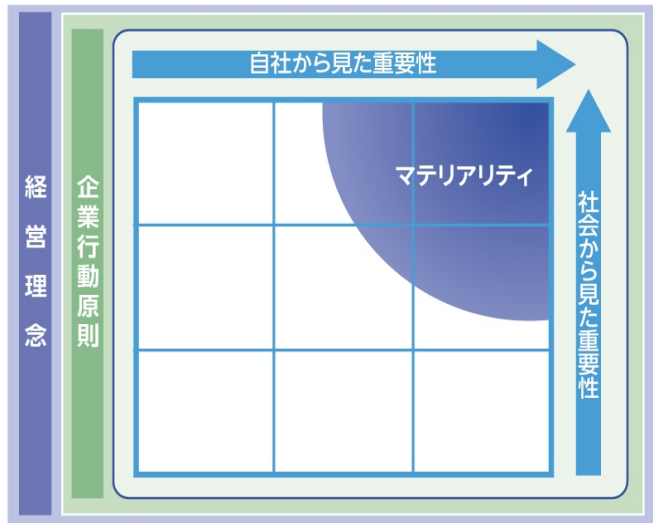 経営理念
企業行動原則
自社から見た重要性
マテリアリティ
社会から見た重要性